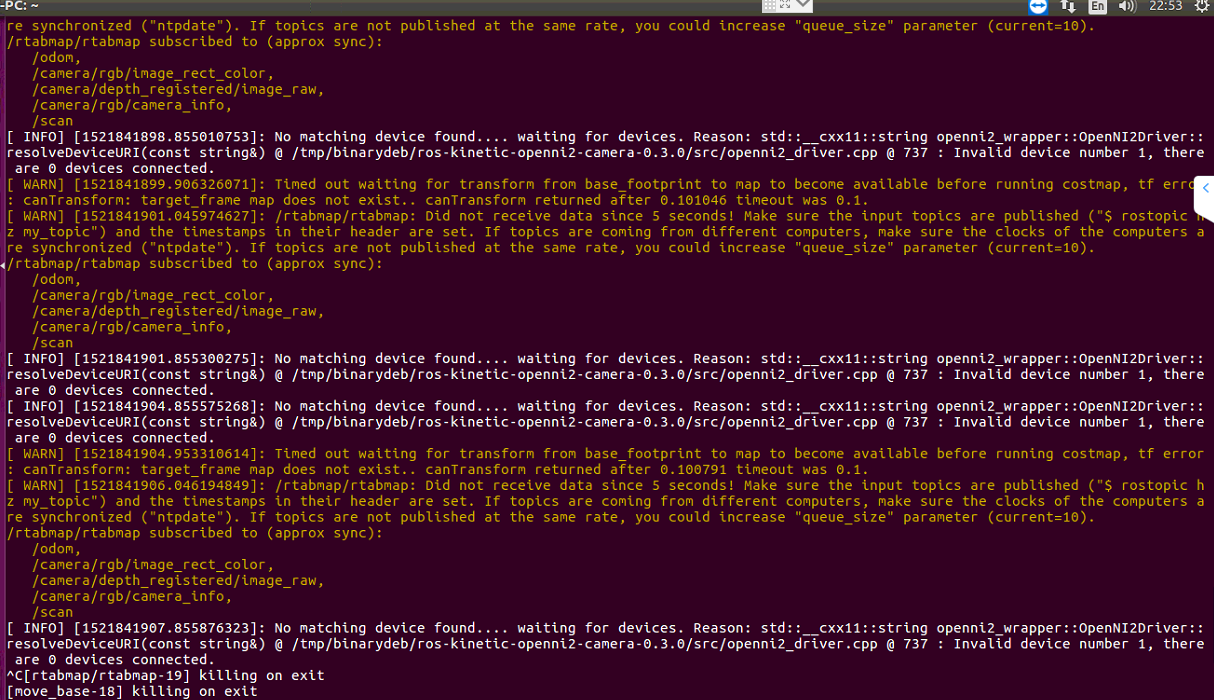 -PC: ~
En
22:53
re synchronized ("ntpdate"). If topics are not published at the same rate, you could increase "queue_size" parameter (current=10).
/rtabmap/rtabmap subscribed to (approx sync):
/odom,
/camera/rgb/image_rect_color,
/camera/depth_registered/image_raw,
/camera/rgb/camera_info,
/scan
[ INFO] [1521841898.855010753]: No matching device found.... waiting for devices. Reason: std::__cxx11::string openni2_wrapper::OpenNI2Driver::
resolveDeviceURI(const string&) @ /tmp/binarydeb/ros-kinetic-openni2-camera-0.3.0/src/openni2_driver.cpp @ 737 : Invalid device number 1, there
are 0 devices connected.
[ WARN] [1521841899.906326071]: Timed out waiting for transform from base_footprint to map to become available before running costmap, tf erro
: canTransform: target_frame map does not exist.. canTransform returned after 0.101046 timeout was 0.1.
[ WARN] [1521841901.045974627]: /rtabmap/rtabmap: Did not receive data since 5 seconds! Make sure the input topics are published ("$ rostopic h
z my_topic") and the timestamps in their header are set. If topics are coming from different computers, make sure the clocks of the computers a
re synchronized ("ntpdate"). If topics are not published at the same rate, you could increase "queue_size" parameter (current=10).
/rtabmap/rtabmap subscribed to (approx sync):
/odom,
/camera/rgb/image_rect_color,
/camera/depth_registered/image_raw,
/camera/rgb/camera_info,
/scan
[ INFO] [1521841901.855300275]: No matching device found.... waiting for devices. Reason: std::__cxx11::string openni2_wrapper::OpenNI2Driver::
resolveDeviceURI(const string&) @ /tmp/binarydeb/ros-kinetic-openni2-camera-0.3.0/src/openni2_driver.cpp @ 737 : Invalid device number 1, there
are 0 devices connected.
[ INFO] [1521841904.855575268]: No matching device found.... waiting for devices. Reason: std::__cxx11::string openni2_wrapper::OpenNI2Driver::
resolveDeviceURI(const string&) @ /tmp/binarydeb/ros-kinetic-openni2-camera-0.3.0/src/openni2_driver.cpp @ 737 : Invalid device number 1, there
are 0 devices connected.
[ WARN] [1521841904.953310614]: Timed out waiting for transform from base_footprint to map to become available before running costmap, tf error
: canTransform: target_frame map does not exist.. canTransform returned after 0.100791 timeout was 0.1.
[ WARN] [1521841906.046194849]: /rtabmap/rtabmap: Did not receive data since 5 seconds! Make sure the input topics are published ("$ rostopic h
z my_topic") and the timestamps in their header are set. If topics are coming from different computers, make sure the clocks of the computers a
re synchronized ("ntpdate"). If topics are not published at the same rate, you could increase "queue_size" parameter (current=10).
/rtabmap/rtabmap subscribed to (approx sync):
/odom,
/camera/rgb/image_rect_color,
/camera/depth_registered/image_raw,
/camera/rgb/camera_info,
/scan
[ INFO] [1521841907.855876323]: No matching device found.... waiting for devices. Reason: std::__cxx11::string openni2_wrapper::OpenNI2Driver::
resolveDeviceURI(const string&) @ /tmp/binarydeb/ros-kinetic-openni2-camera-0.3.0/src/openni2_driver.cpp @ 737 : Invalid device number 1, there
are 0 devices connected.
^C[rtabmap/rtabmap-19] killing on exit
[move_base-18] killing on exit